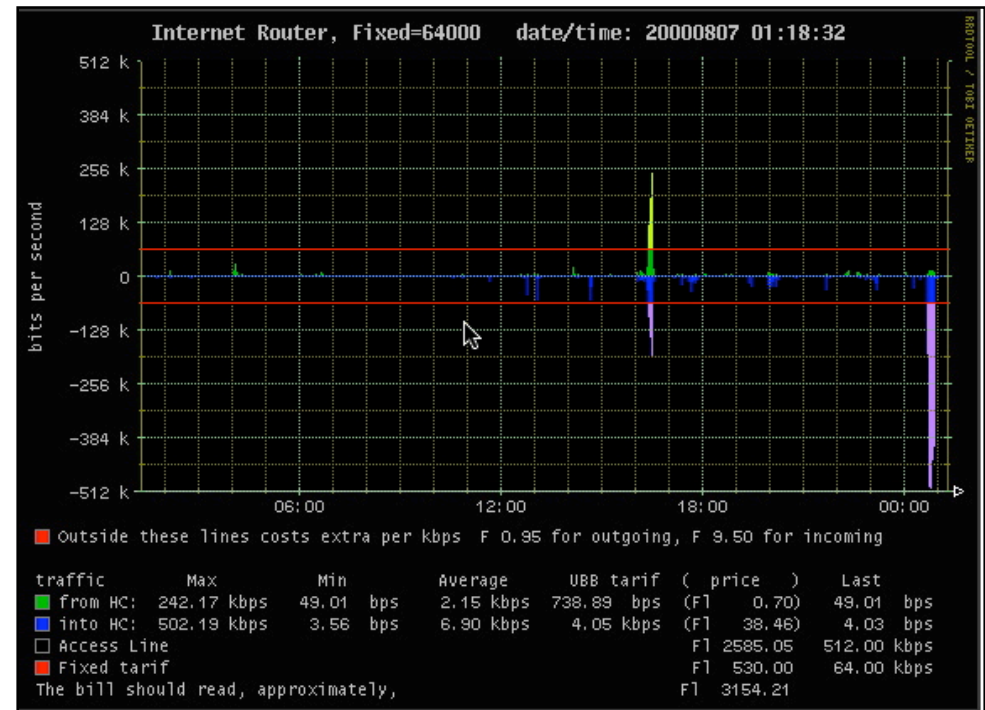 Internet Router, Fixed=64000 date/time: 20000807 01:18:32
RRDTOOL / TOBI OETIKER
bits per second
512 k
384 k
256 k
128 k
0
-128 k
-256 k
-384 k
-512 k
06:00 12:00 18:00 00:00
Outside these lines costs extra per kbps F 0.95 for outgoing, F 9.50 for incoming
traffic Max Min Average UBB tarif ( price ) Last
from HC: 242.17 kbps 49.01 bps 2.15 kbps 738.89 bps (Fl 0.70) 49.01 bps
into HC: 502.19 kbps 3.56 bps 6.90 kbps 4.05 kbps (Fl 38.46) 4.03 bps
Access Line Fl 2585.05 512.00 kbps
Fixed tarif Fl 530.00 64.00 kbps
The bill should read, approximately, Fl 3154.21